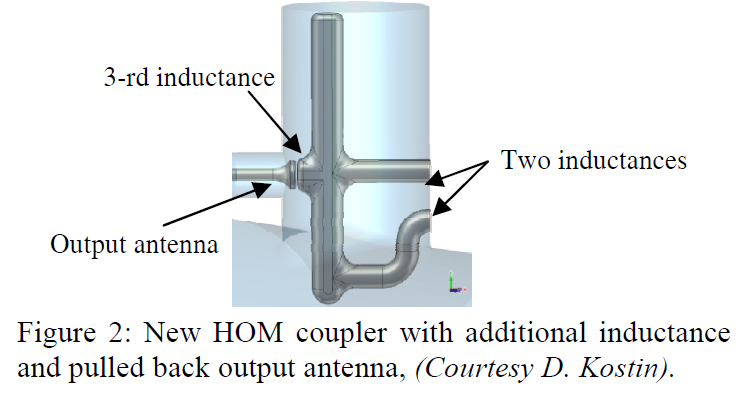 3-rd inductance
Two inductances
Output antenna
Figure 2: New HOM coupler with additional inductance
and pulled back output antenna, (Courtesy D. Kostin).